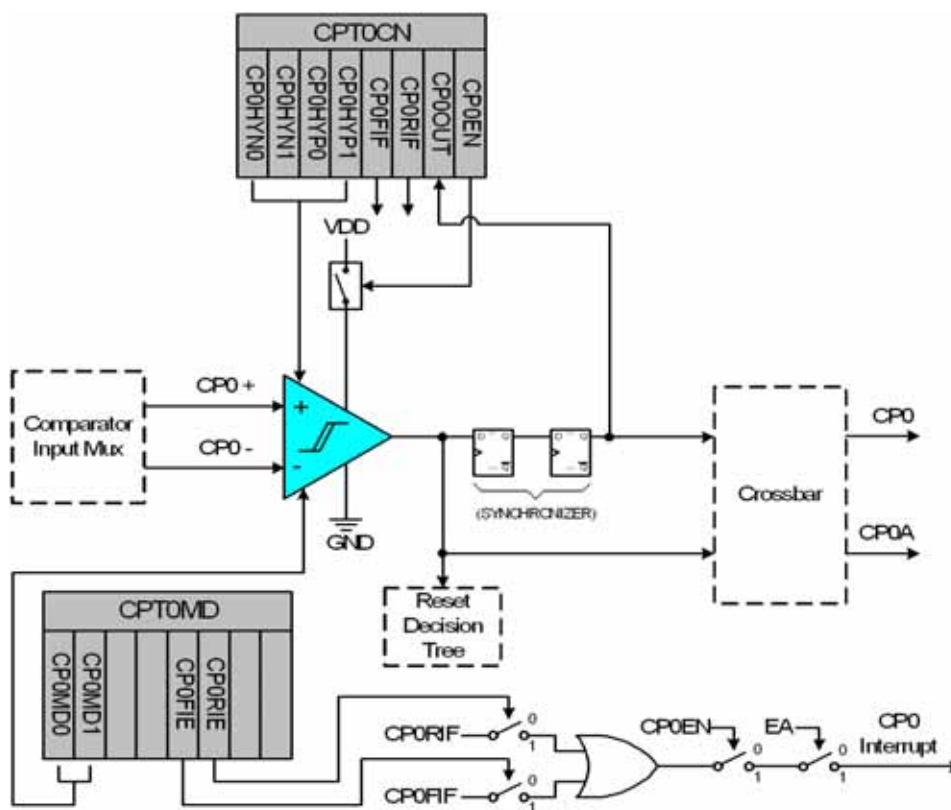 CPT0CN
CP0HYN0
CP0HYN1
CP0HYP0
CP0HYP1
CP0FIF
CP0RIF
CP0OUT
CP0EN
VDD
Comparator
Input Mux
CP0 +
CP0 -
+
-
GND
(SYNCHRONIZER)
Crossbar
CP0
CP0A
Reset
Decision
Tree
CPT0MD
CP0MD0
CP0MD1
CP0FIE
CP0RIE
CP0RIF
0
1
CP0FIF
0
1
CP0EN
0
1
EA
0
1
CP0
Interrupt